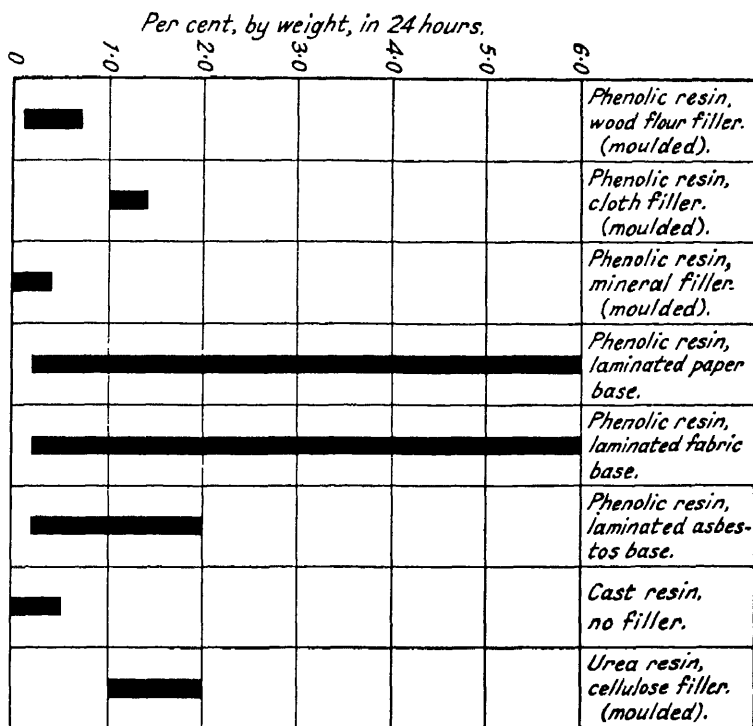 Per cent, by weight, in 24 hours.
0
1·0
2·0
3·0
4·0
5·0
6·0
Phenolic resin,
wood flour filler.
(moulded).
Phenolic resin,
cloth filler.
(moulded).
Phenolic resin,
mineral filler.
(moulded).
Phenolic resin,
laminated paper
base.
Phenolic resin,
laminated fabric
base.
Phenolic resin,
laminated asbes-
tos base.
Cast resin,
no filler.
Urea resin,
cellulose filler.
(moulded).